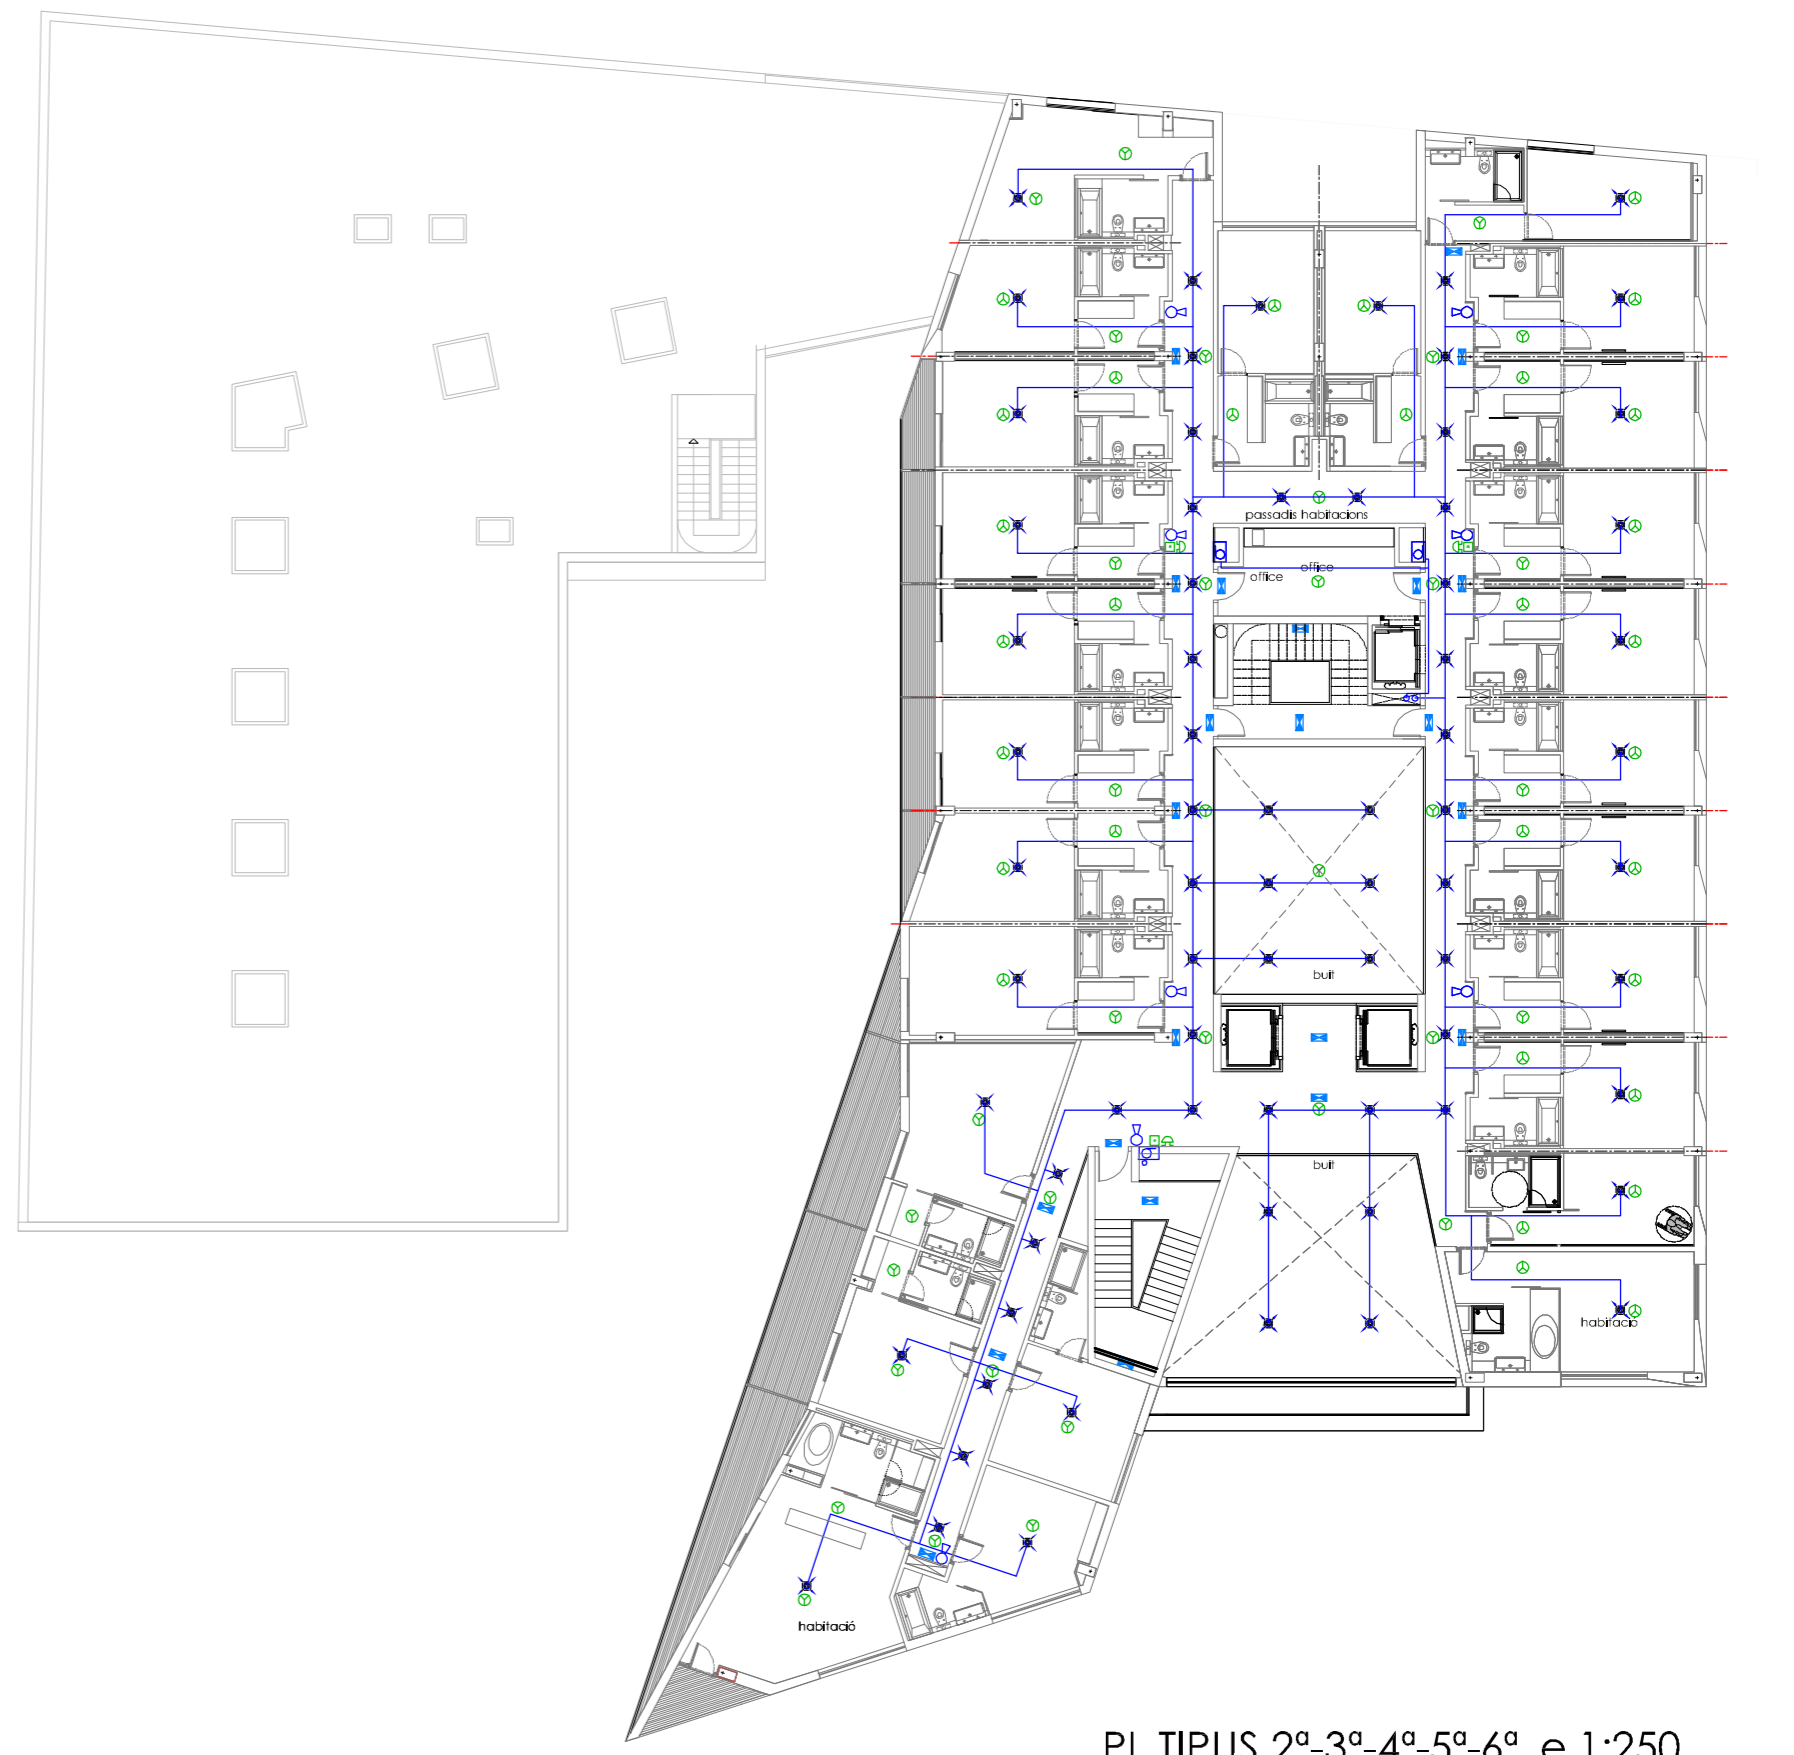 passadis habitacions
office
office
buit
buit
habitació
habitació
PL TIPUS 2ª-3ª-4ª-5ª-6ª e 1:250